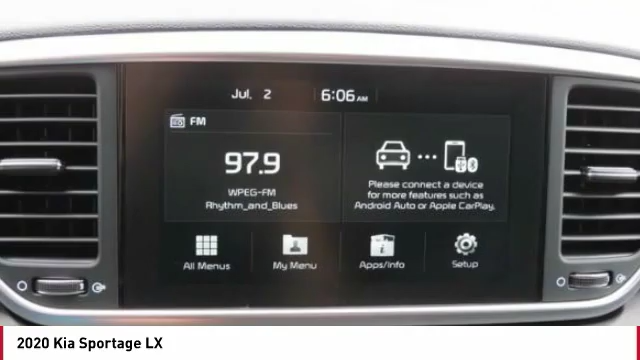 Jul. 2 6:06 AM
FM
97.9
WPEG-FM
Rhythm_and_Blues
Please connect a device
for more features such as
Android Auto or Apple CarPlay.
All Menus My Menu Apps/Info Setup
2020 Kia Sportage LX